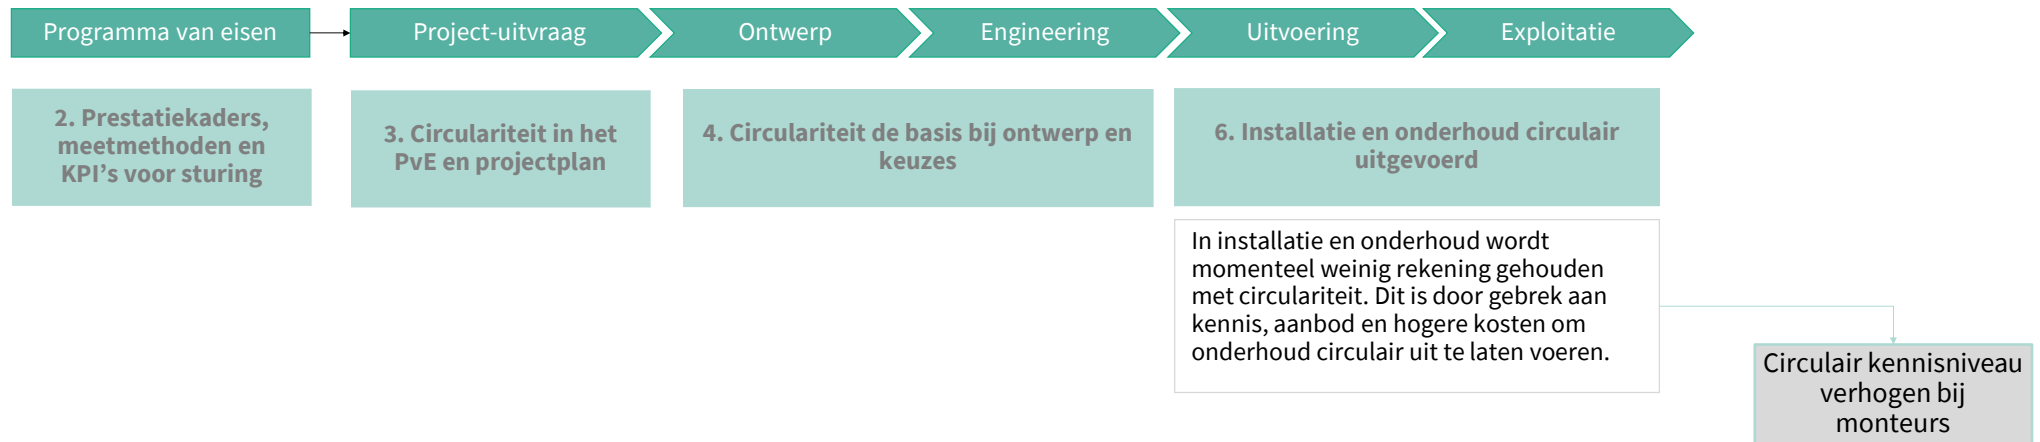 Programma van eisen
Project-uitvraag
Ontwerp
Engineering
Uitvoering
Exploitatie
2. Prestatiekaders,
meetmethoden en
KPI’s voor sturing
3. Circulariteit in het
PvE en projectplan
4. Circulariteit de basis bij ontwerp en
keuzes
6. Installatie en onderhoud circulair
uitgevoerd
In installatie en onderhoud wordt
momenteel weinig rekening gehouden
met circulariteit. Dit is door gebrek aan
kennis, aanbod en hogere kosten om
onderhoud circulair uit te laten voeren.
Circulair kennisniveau
verhogen bij
monteurs